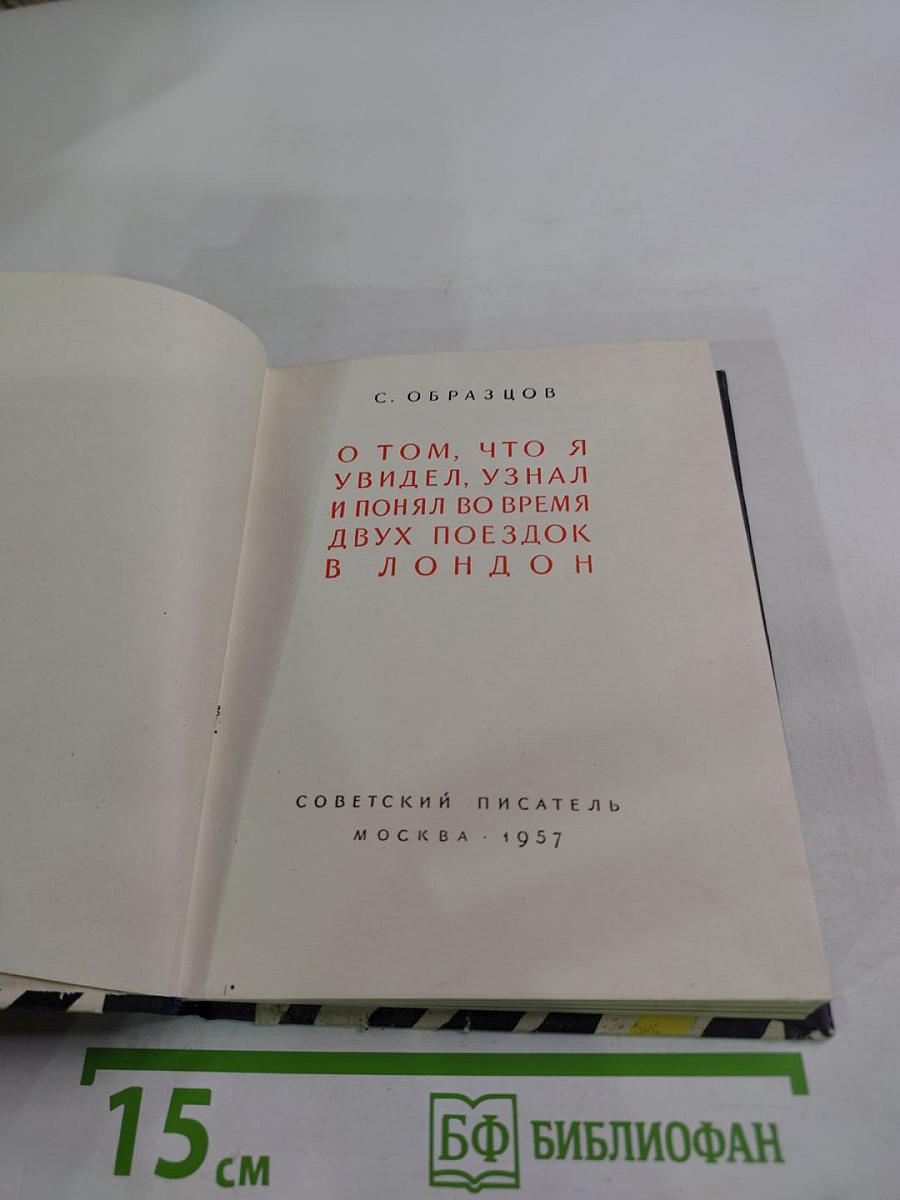 С. ОБРАЗЦОВ
О ТОМ, ЧТО Я
УВИДЕЛ, УЗНАЛ
И ПОНЯЛ ВО ВРЕМЯ
ДВУХ ПОЕЗДОК
В ЛОНДОН
СОВЕТСКИЙ ПИСАТЕЛЬ
МОСКВА · 1957
15 СМ
БФ БИБЛИОФАН